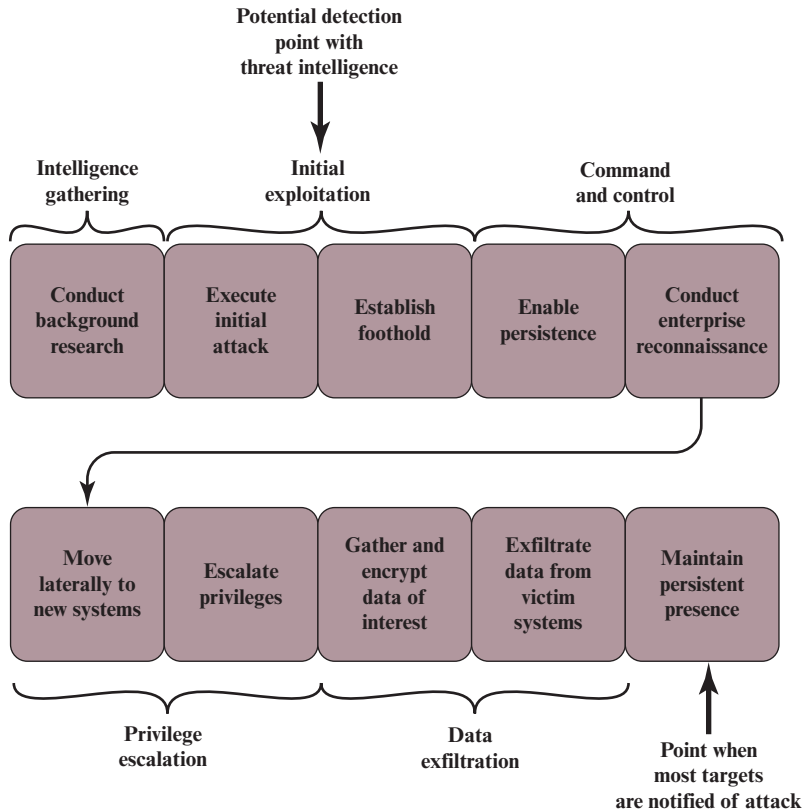 Potential detection
point with
threat intelligence
Intelligence
gathering
Initial
exploitation
Command
and control
Conduct
background
research
Execute
initial
attack
Establish
foothold
Enable
persistence
Conduct
enterprise
reconnaissance
Move
laterally to
new systems
Escalate
privileges
Gather and
encrypt
data of
interest
Exfiltrate
data from
victim
systems
Maintain
persistent
presence
Privilege
escalation
Data
exfiltration
Point when
most targets
are notified of attack